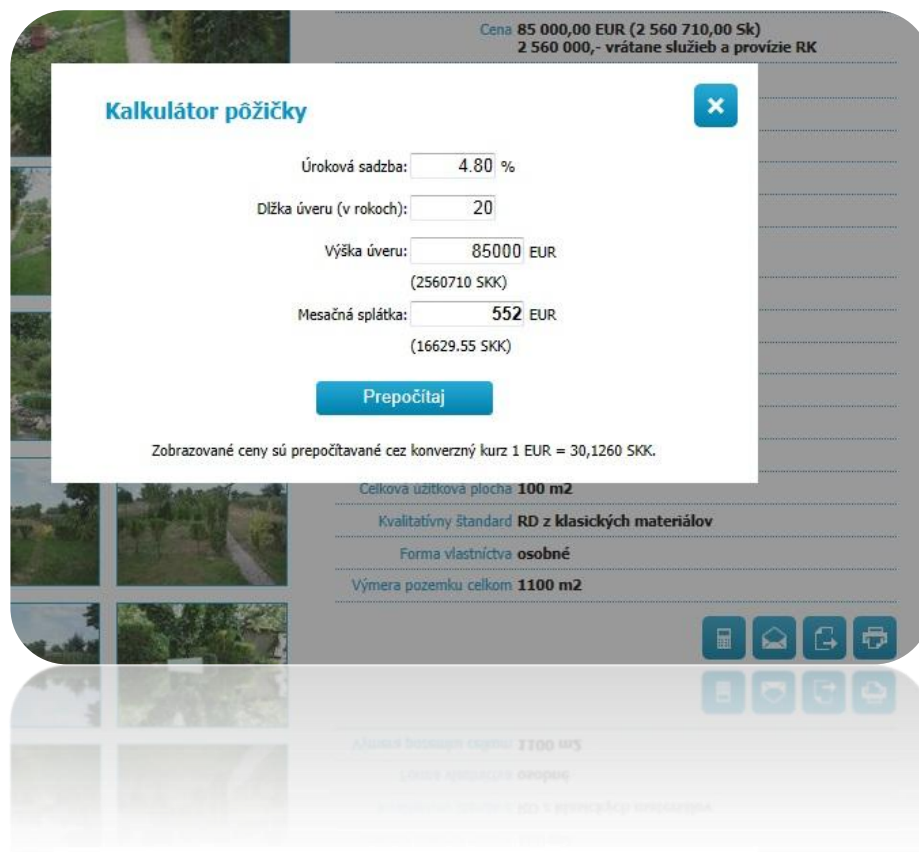 Cena 85 000,00 EUR (2 560 710,00 Sk)
2 560 000,- vrátane služieb a provízie RK
Kalkulátor pôžičky
Úroková sadzba: 4.80 %
Dlžka úveru (v rokoch): 20
Výška úveru: 85000 EUR
(2560710 SKK)
Mesačná splátka: 552 EUR
(16629.55 SKK)
Prepočítaj
Zobrazované ceny sú prepočítavané cez konverzný kurz 1 EUR = 30,1260 SKK.
Celková úžitková plocha 100 m2
Kvalitatívny štandard RD z klasických materiálov
Forma vlastníctva osobné
Výmera pozemku celkom 1100 m2